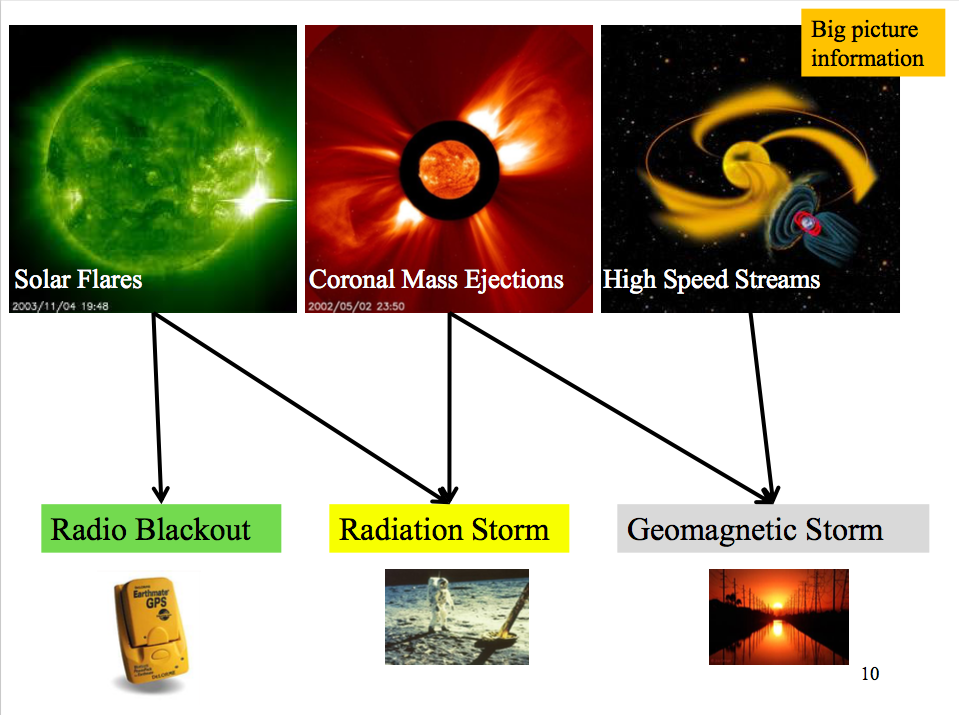 Big picture
information
Solar Flares
2003/11/04 19:48
Coronal Mass Ejections
2002/05/02 23:50
High Speed Streams
Radio Blackout
Radiation Storm
Geomagnetic Storm
Earthmate
GPS
DELORME
10